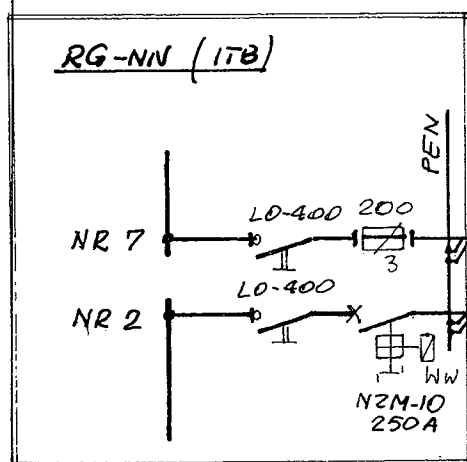 RG-NN (ITB)
PEN
LO-400 200
NR 7
3
LO-400
NR 2
WW
NZM-10
250A